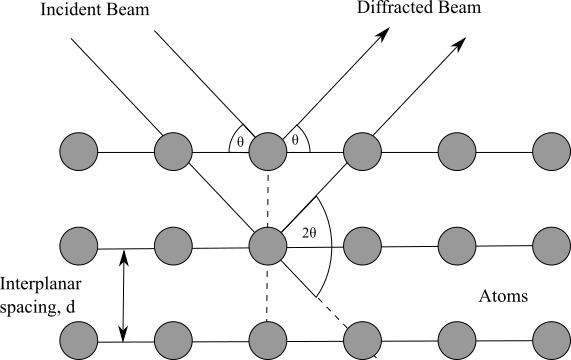 Incident Beam
Diffracted Beam
θ
θ
2θ
Interplanar
spacing, d
Atoms